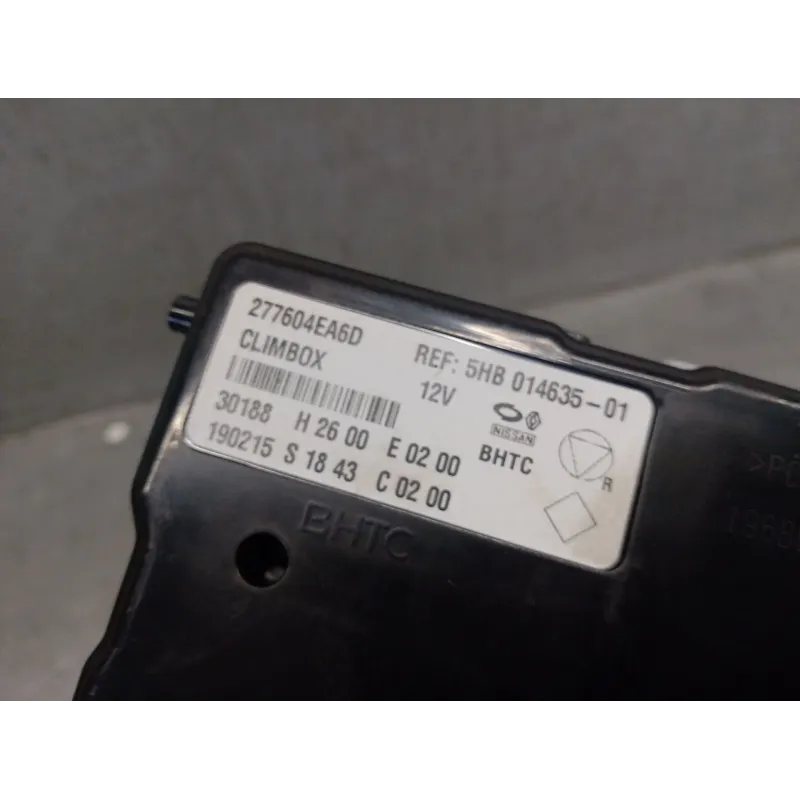 277604EA6D
CLIMBOX
REF: 5HB 014635-01
12V
30188 H 26 00 E 02 00
190215 S 18 43 C 02 00
NISSAN
BHTC
R
BHTC